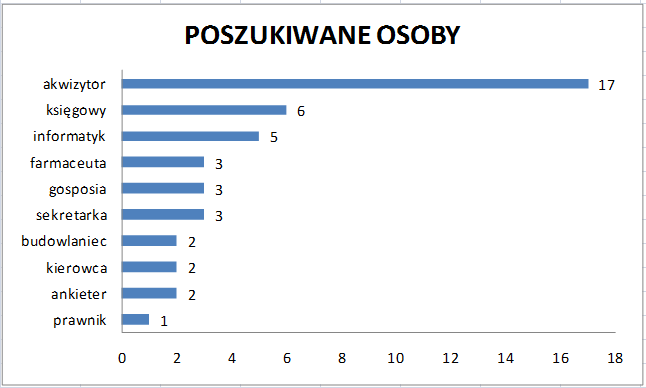 POSZUKIWANE OSOBY
akwizytor 17
księgowy 6
informatyk 5
farmaceuta 3
gosposia 3
sekretarka 3
budowlaniec 2
kierowca 2
ankieter 2
prawnik 1
0 2 4 6 8 10 12 14 16 18